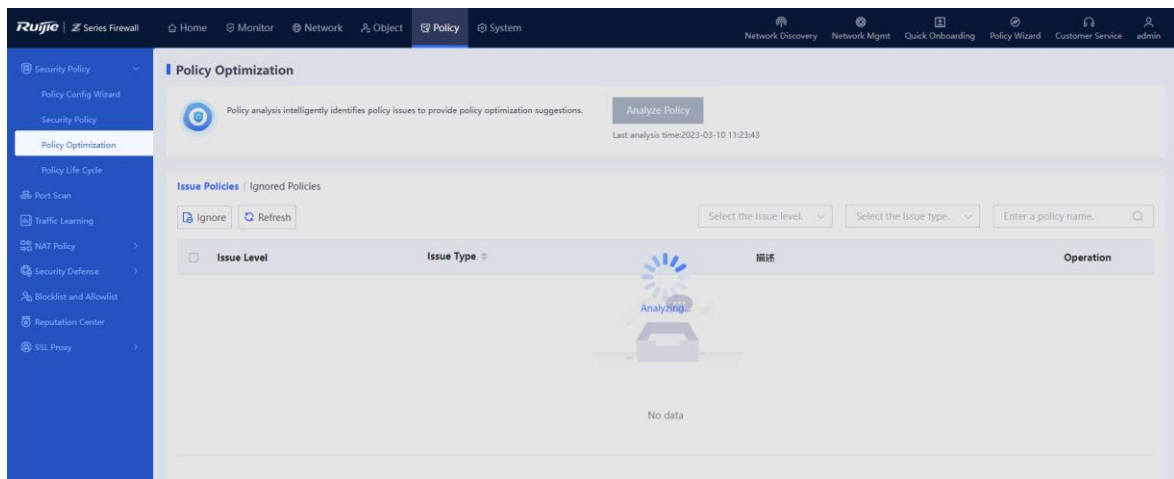 Ruijie | Z Series Firewall
Home Monitor Network Object Policy System
Network Discovery Network Mgmt Quick Onboarding Policy Wizard Customer Service admin
Security Policy
Policy Config Wizard
Security Policy
Policy Optimization
Policy Life Cycle
Port Scan
Traffic Learning
NAT Policy
Security Defense
Blocklist and Allowlist
Reputation Center
SSL Proxy
Policy Optimization
Policy analysis intelligently identifies policy issues to provide policy optimization suggestions.
Analyze Policy
Last analysis time:2023-03-10 11:23:43
Issue Policies | Ignored Policies
Ignore Refresh Select the issue level. Select the issue type. Enter a policy name.
Issue Level Issue Type 描述 Operation
Analyzing...
No data